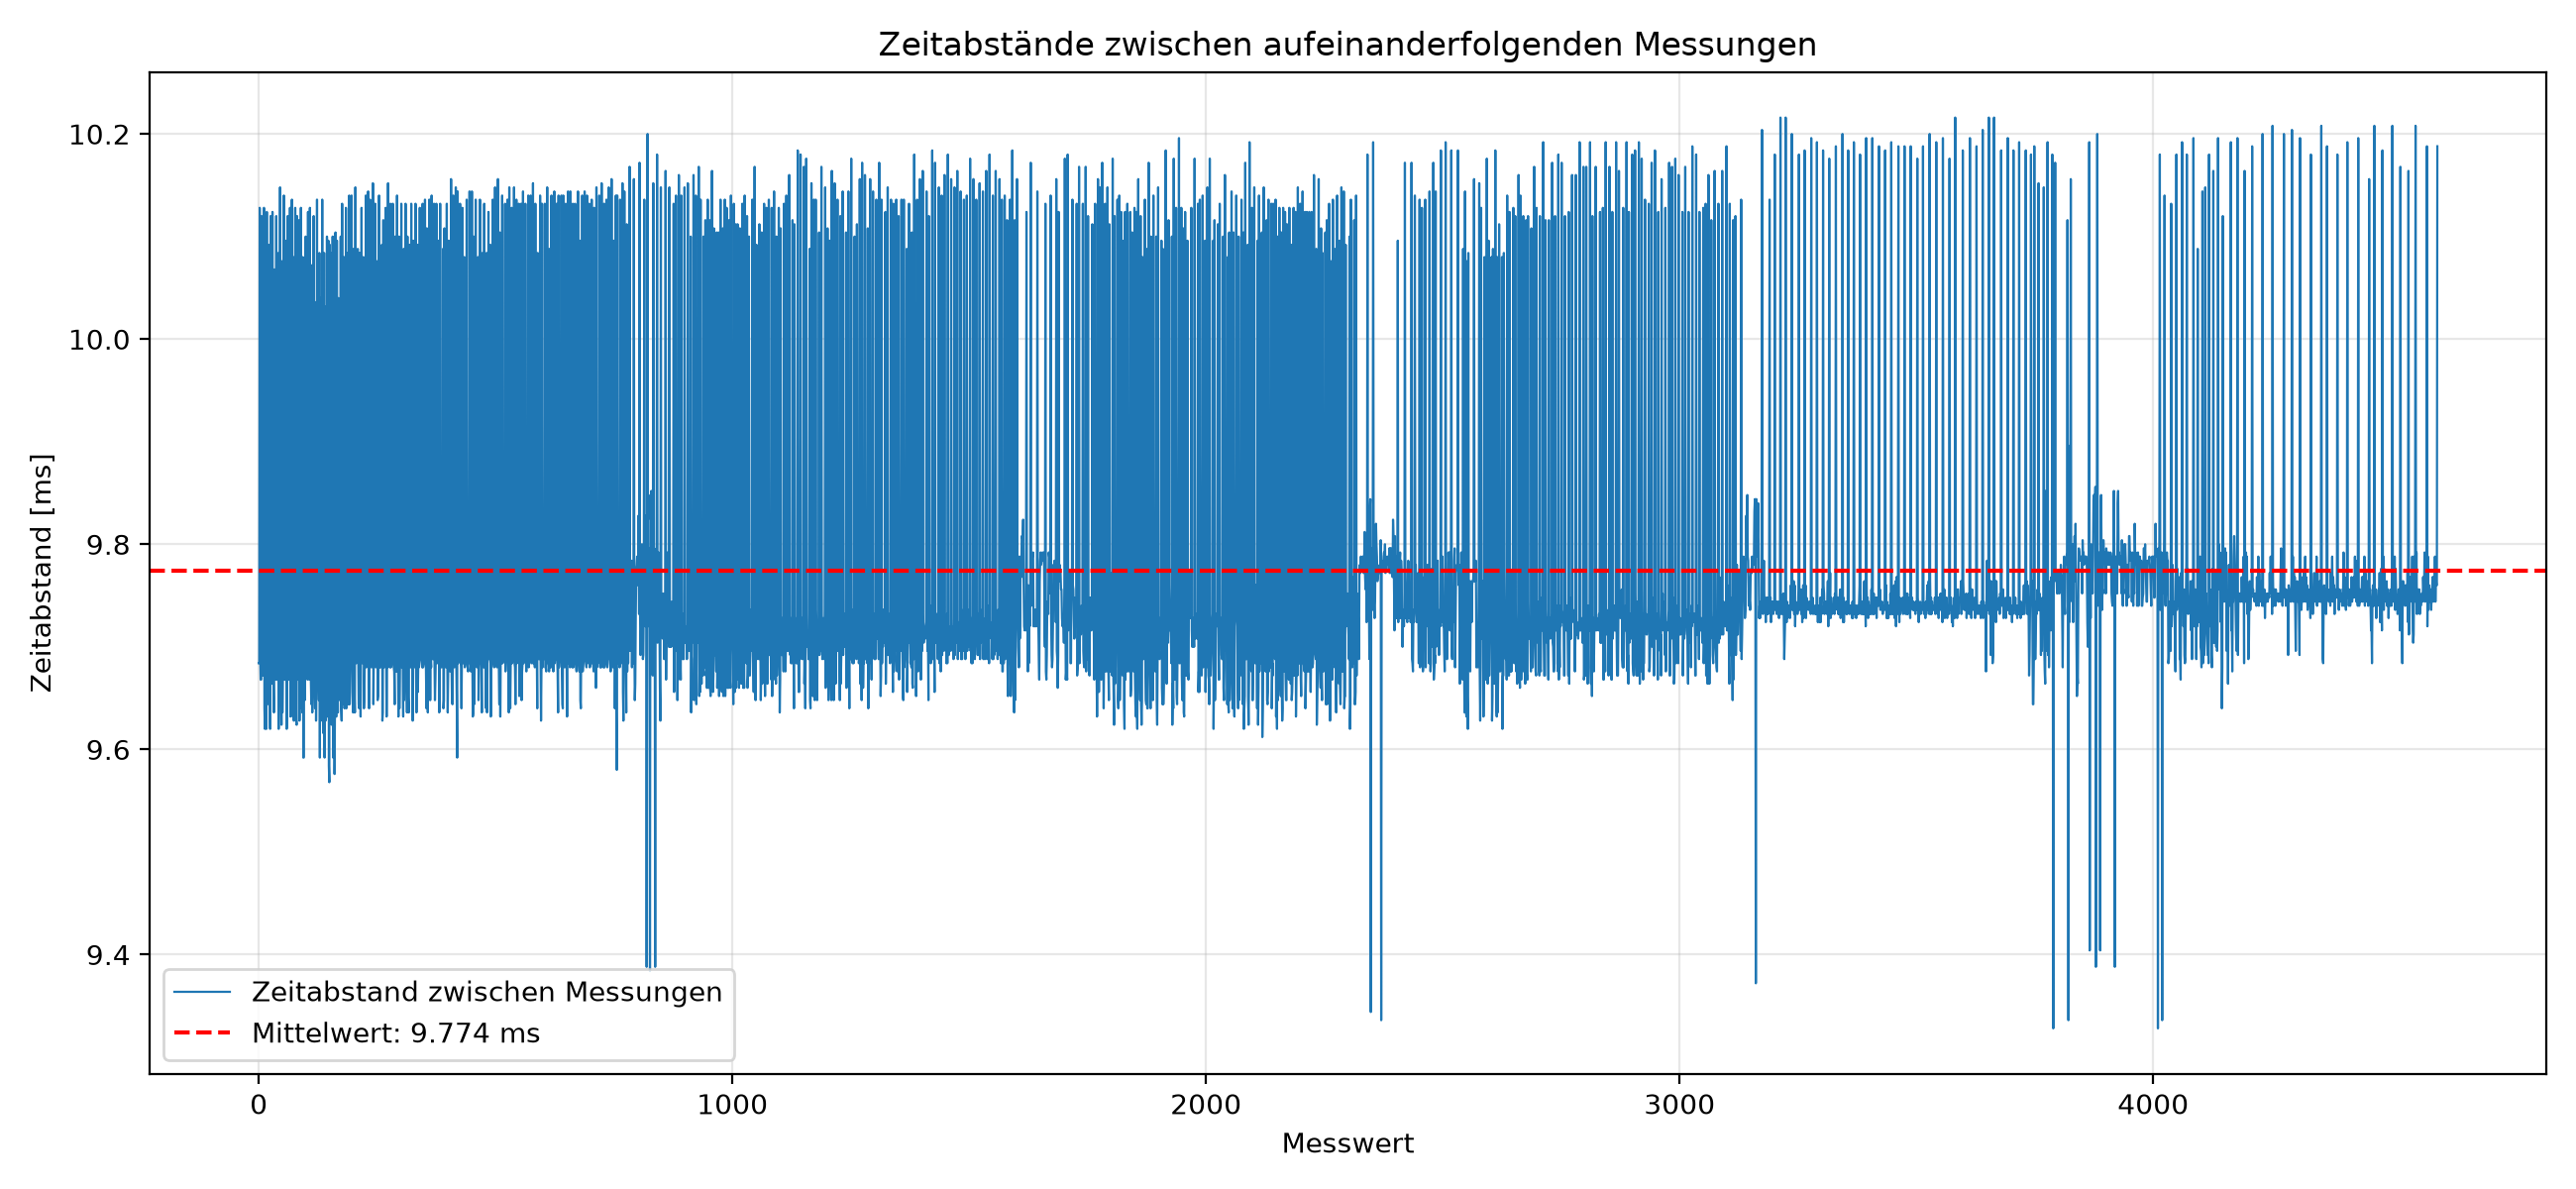 Zeitabstände zwischen aufeinanderfolgenden Messungen
Zeitabstand [ms]
10.2
10.0
9.8
9.6
9.4
Zeitabstand zwischen Messungen
Mittelwert: 9.774 ms
0 1000 2000 3000 4000
Messwert